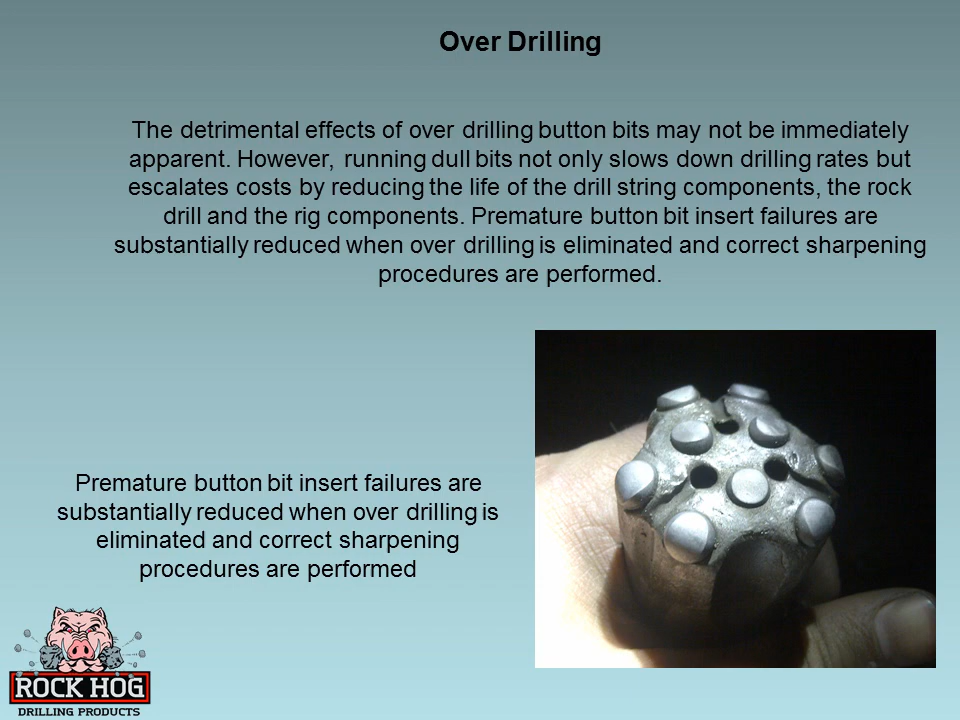 Over Drilling
The detrimental effects of over drilling button bits may not be immediately
apparent. However, running dull bits not only slows down drilling rates but
escalates costs by reducing the life of the drill string components, the rock
drill and the rig components. Premature button bit insert failures are
substantially reduced when over drilling is eliminated and correct sharpening
procedures are performed.
Premature button bit insert failures are
substantially reduced when over drilling is
eliminated and correct sharpening
procedures are performed
ROCK HOG
DRILLING PRODUCTS